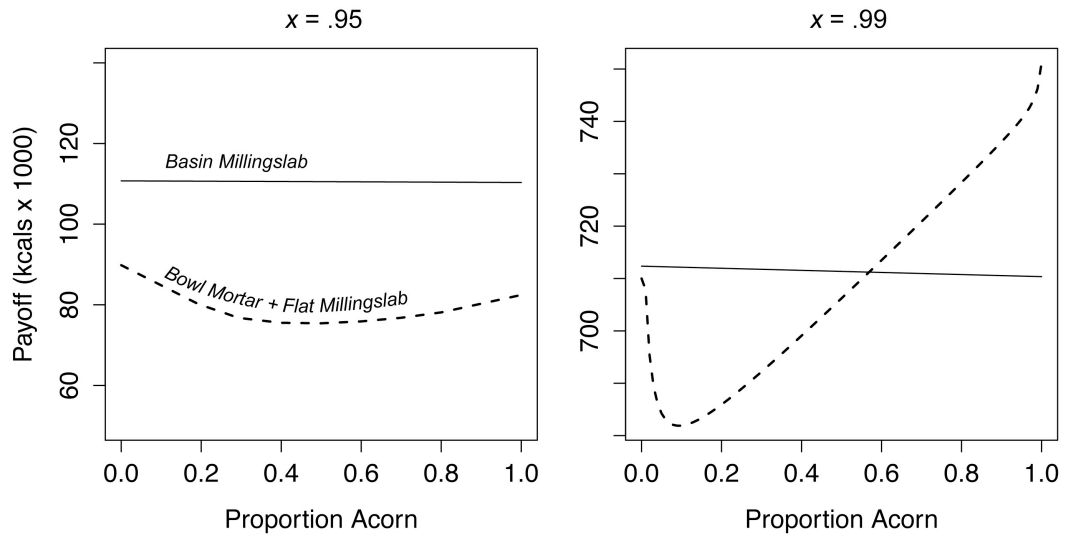 x = .95
x = .99
Payoff (kcals x 1000)
120
100
80
60
Basin Millingslab
Bowl Mortar + Flat Millingslab
0.0 0.2 0.4 0.6 0.8 1.0
Proportion Acorn
740
720
700
0.0 0.2 0.4 0.6 0.8 1.0
Proportion Acorn